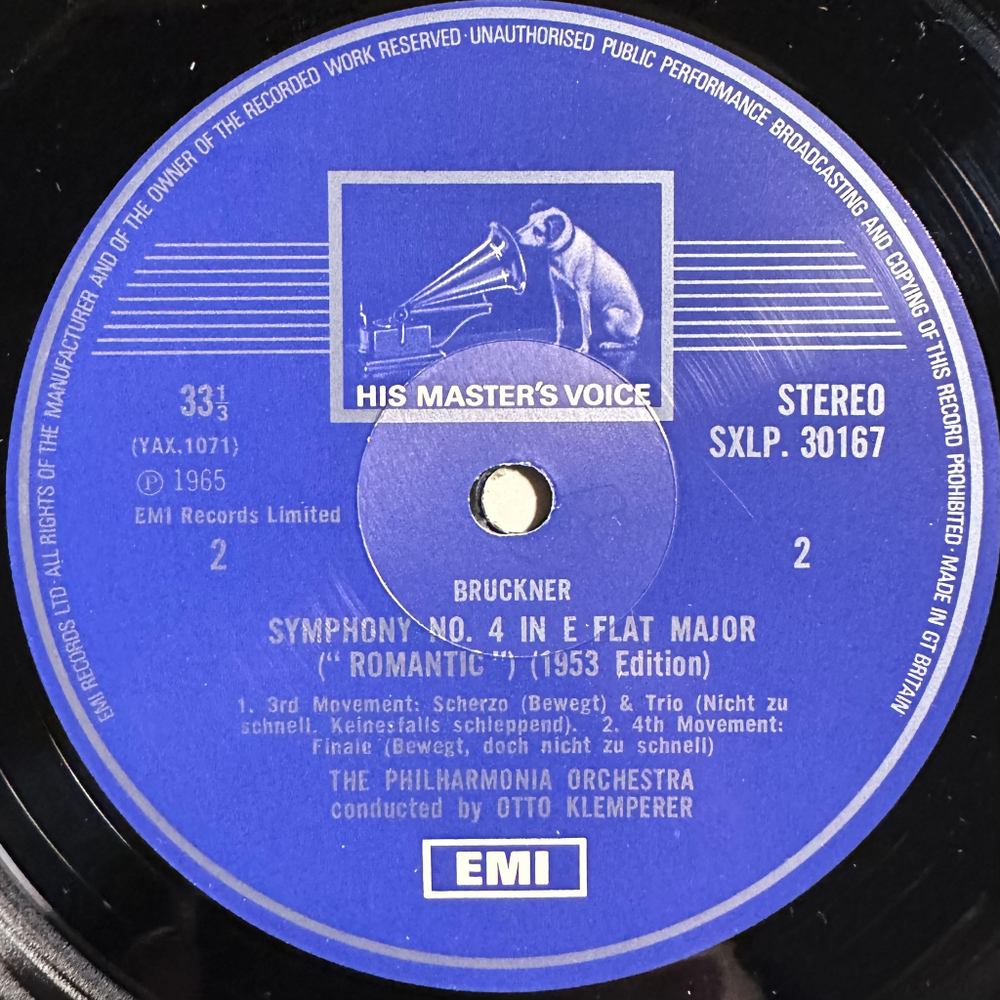 EMI RECORDS LTD · ALL RIGHTS OF THE MANUFACTURER AND OF THE OWNER OF THE RECORDED WORK RESERVED · UNAUTHORISED PUBLIC PERFORMANCE BROADCASTING AND COPYING OF THIS RECORD PROHIBITED · MADE IN GT BRITAIN
HIS MASTER'S VOICE
33⅓
(YAX.1071)
Ⓟ 1965
EMI Records Limited
2
STEREO
SXLP. 30167
2
BRUCKNER
SYMPHONY NO. 4 IN E FLAT MAJOR
(“ ROMANTIC ”) (1953 Edition)
1. 3rd Movement: Scherzo (Bewegt) & Trio (Nicht zu
schnell. Keinesfalls schleppend). 2. 4th Movement:
Finale (Bewegt, doch nicht zu schnell)
THE PHILHARMONIA ORCHESTRA
conducted by OTTO KLEMPERER
EMI